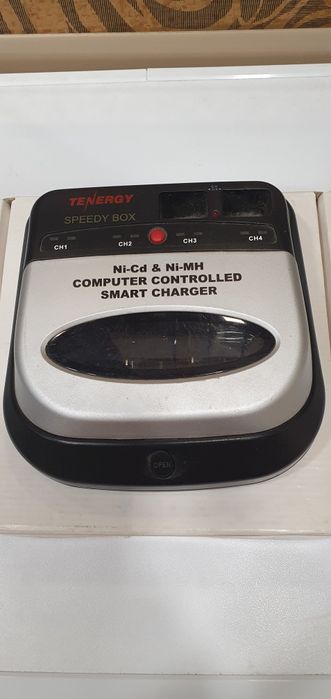 TENERGY
SPEEDY BOX
CH1 CH2 CH3 CH4
Ni-Cd & Ni-MH
COMPUTER CONTROLLED
SMART CHARGER
OPEN